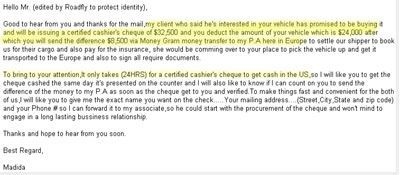 Hello Mr. (edited by Roadfly to protect identity),
Good to hear from you and thanks for the mail,my client who said he's interested in your vehicle has promised to be buying it
and will be issuing a certified cashier's cheque of $32,500 and you deduct the amount of your vehicle which is $24,000 after
which you will send the difference $8,500 via Money Gram money transfer to my P.A here in Europe to settle our shipper to book
us for their cargo and also pay for the insurance, she would be comming over to your place to pick the vehicle up and get it
transported to the Europe and also to sign all require documents.
To bring to your attention,It only takes (24HRS) for a certified cashier's cheque to get cash in the US,so I will like you to get the
cheque cashed the same day it's presented on the counter and I will also like to know if I can count on you to send the
difference of the money to my P.A as soon as the cheque get to you and verified.To make things fast and convenient for the both
of us,I will like you to give me the exact name you want on the check.....Your mailing address....(Street,City,State and zip code)
and your Phone # so I can forward it to my associate,so he could start with the procurement of the cheque and won't mind to
engage in a long lasting bussiness relationship.
Thanks and hope to hear from you soon.
Best Regard,
Madida